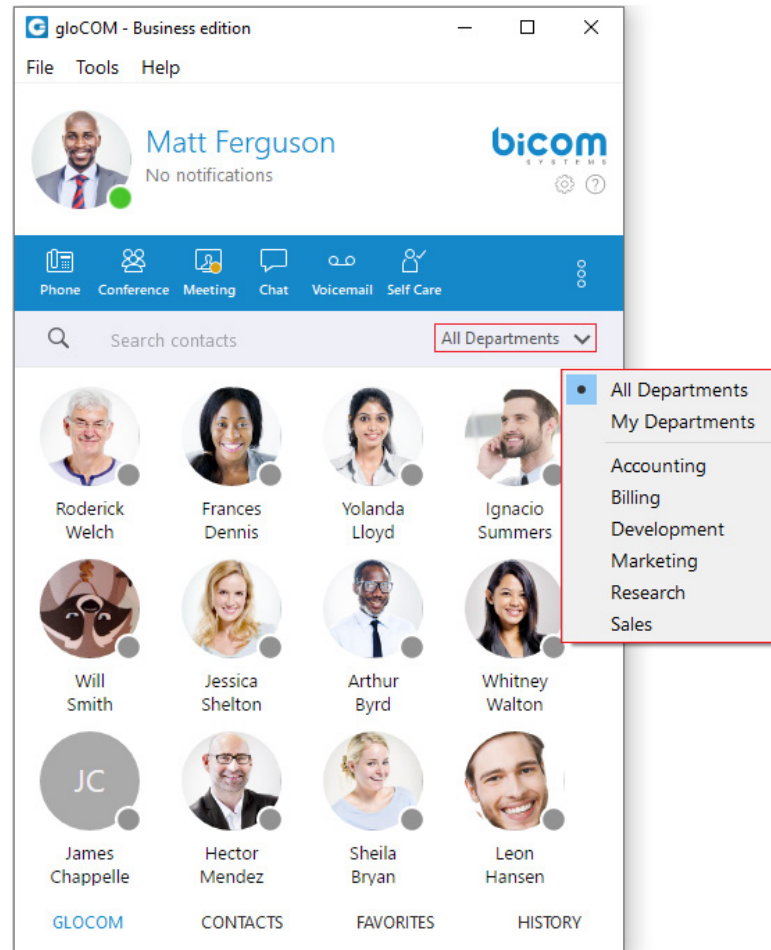 gloCOM - Business edition
File Tools Help
Matt Ferguson
No notifications
bicom
SYSTEMS
Phone Conference Meeting Chat Voicemail Self Care
Search contacts
All Departments
All Departments
My Departments
Accounting
Billing
Development
Marketing
Research
Sales
Roderick Frances Yolanda Ignacio
Welch Dennis Lloyd Summers
Will Jessica Arthur Whitney
Smith Shelton Byrd Walton
JC
James Hector Sheila Leon
Chappelle Mendez Bryan Hansen
GLOCOM CONTACTS FAVORITES HISTORY